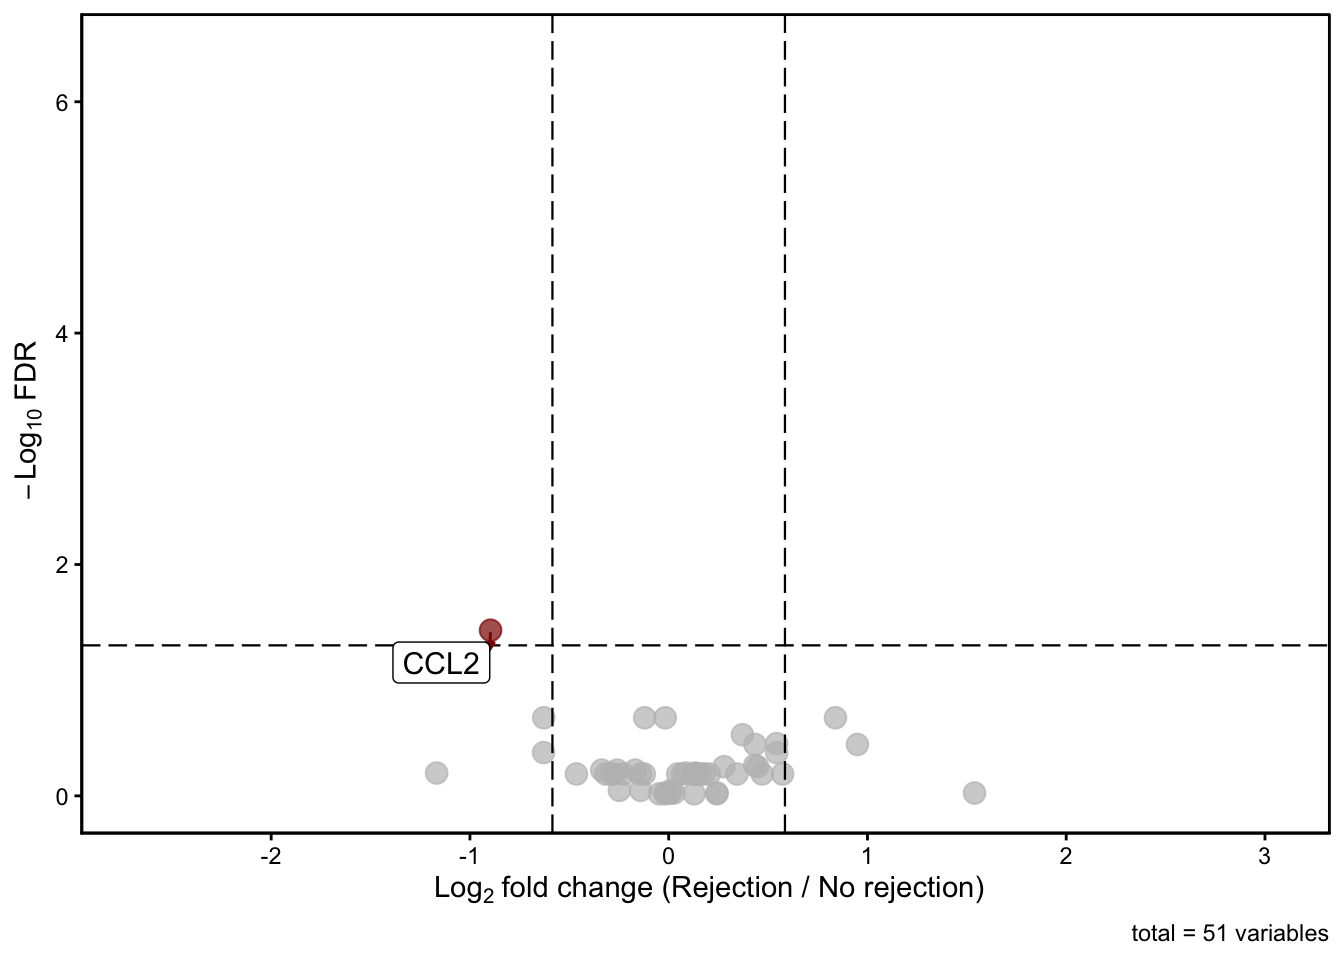 6
4
2
0
− Log10 FDR
CCL2
-2
-1
0
1
2
3
Log2 fold change (Rejection / No rejection)
total = 51 variables